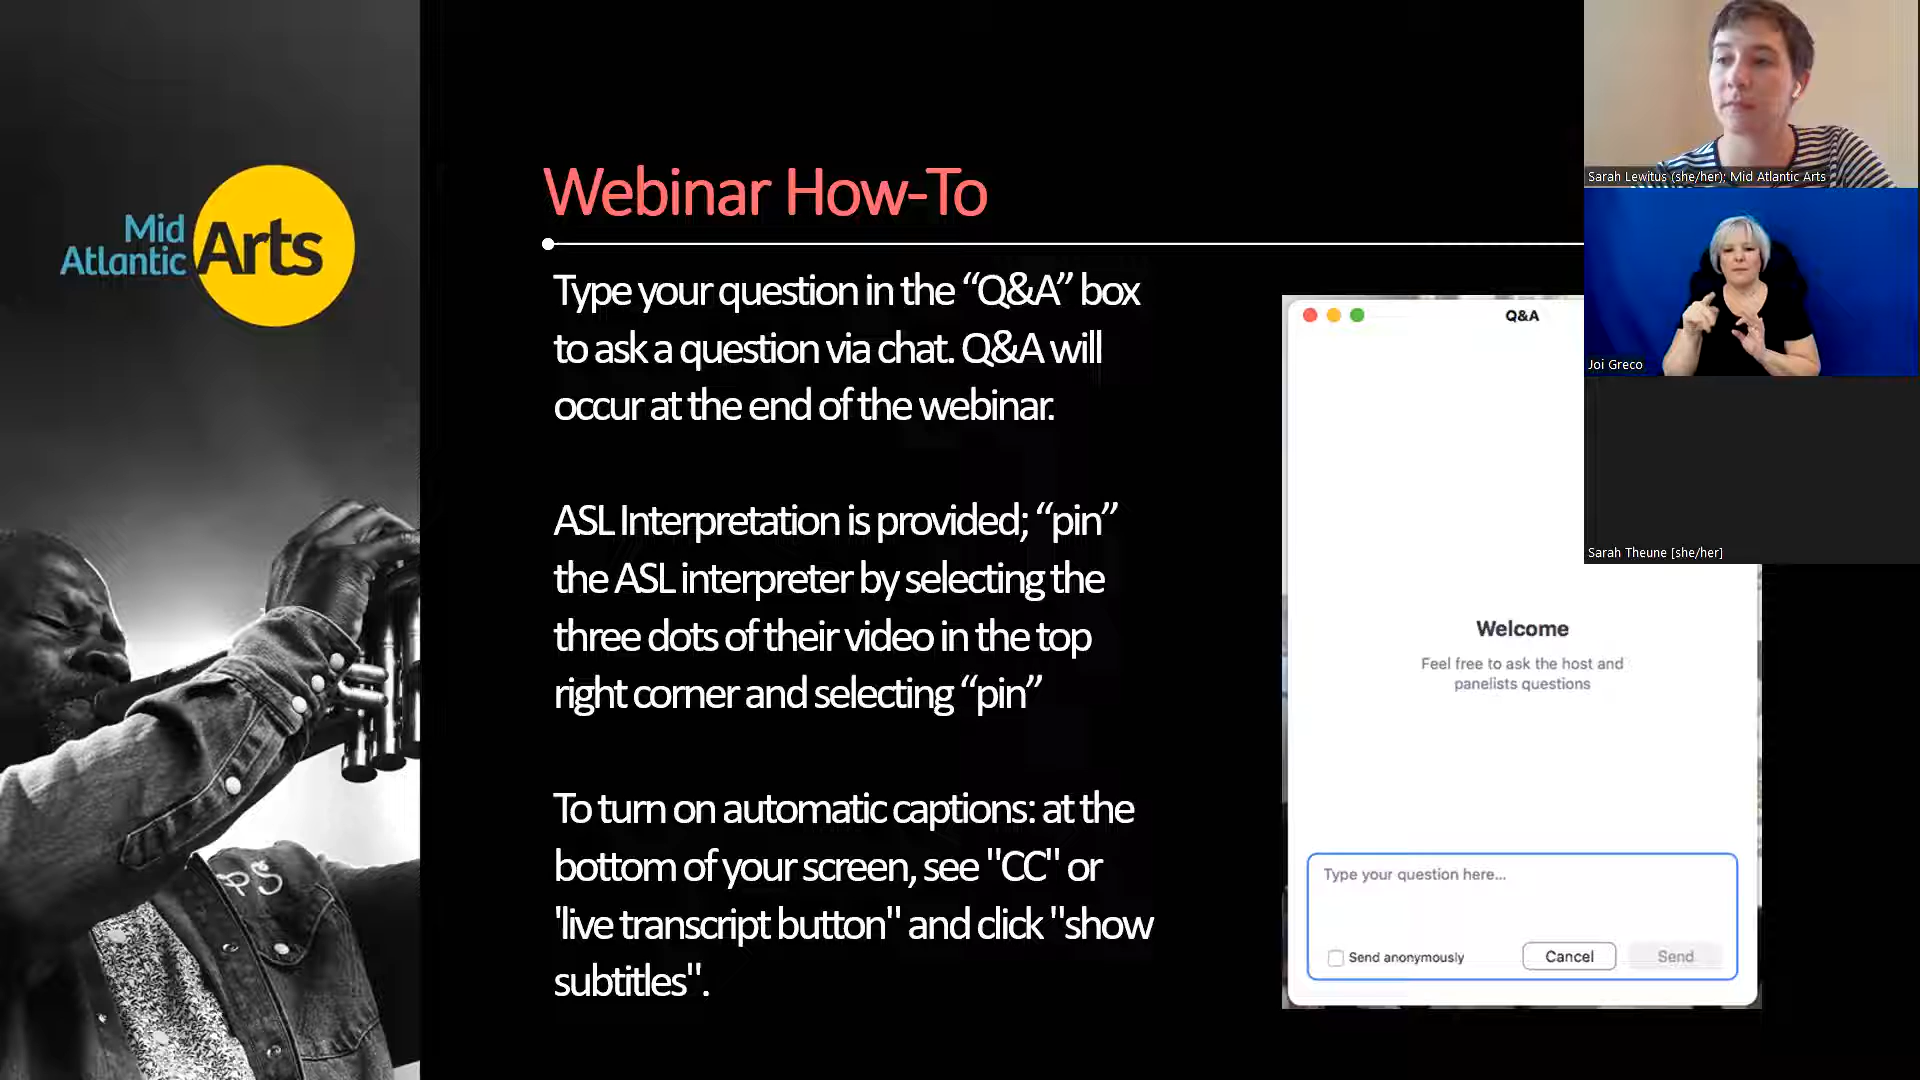 Mid
Atlantic
Arts
Webinar How-To
Type your question in the “Q&A” box
to ask a question via chat. Q&A will
occur at the end of the webinar.
ASL Interpretation is provided; “pin”
the ASL interpreter by selecting the
three dots of their video in the top
right corner and selecting “pin”
To turn on automatic captions: at the
bottom of your screen, see "CC" or
'live transcript button" and click "show
subtitles".
PS
Q&A
Welcome
Feel free to ask the host and
panelists questions
Type your question here...
Send anonymously
Cancel
Send
Sarah Lewitus (she/her); Mid Atlantic Arts
Joi Greco
Sarah Theune [she/her]